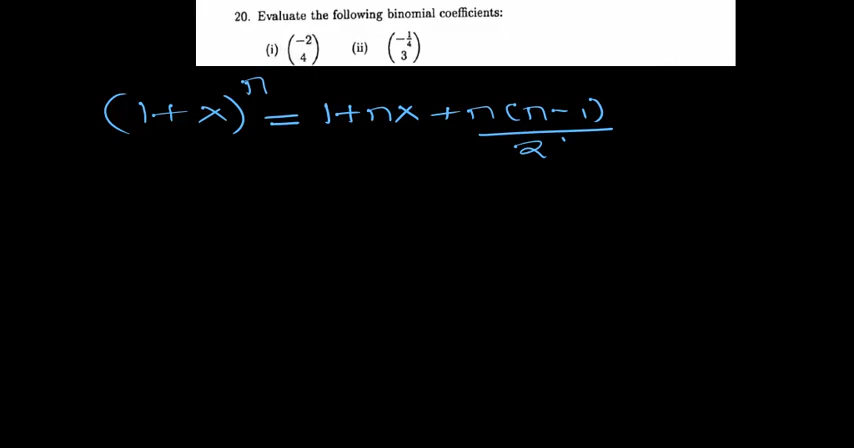 20. Evaluate the following binomial coefficients:
(i) (−2 4) (ii) (−1/4 3)
(1+x)^n = 1+nx+n(n−1)
2